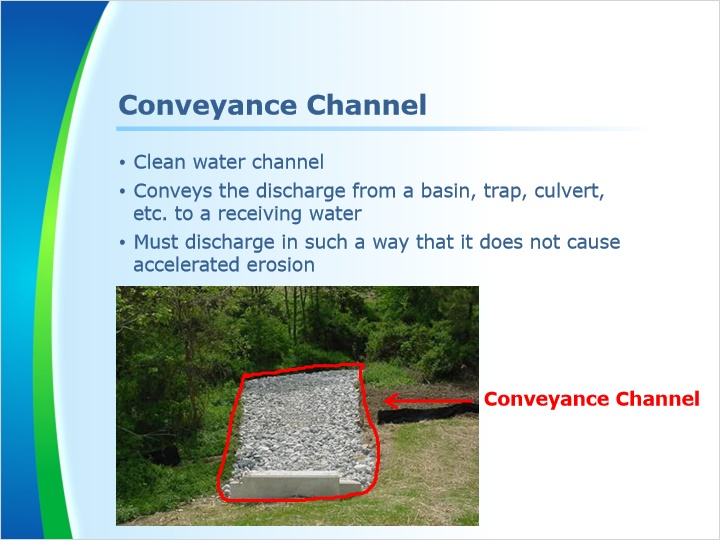 Conveyance Channel
• Clean water channel
• Conveys the discharge from a basin, trap, culvert,
etc. to a receiving water
• Must discharge in such a way that it does not cause
accelerated erosion
Conveyance Channel